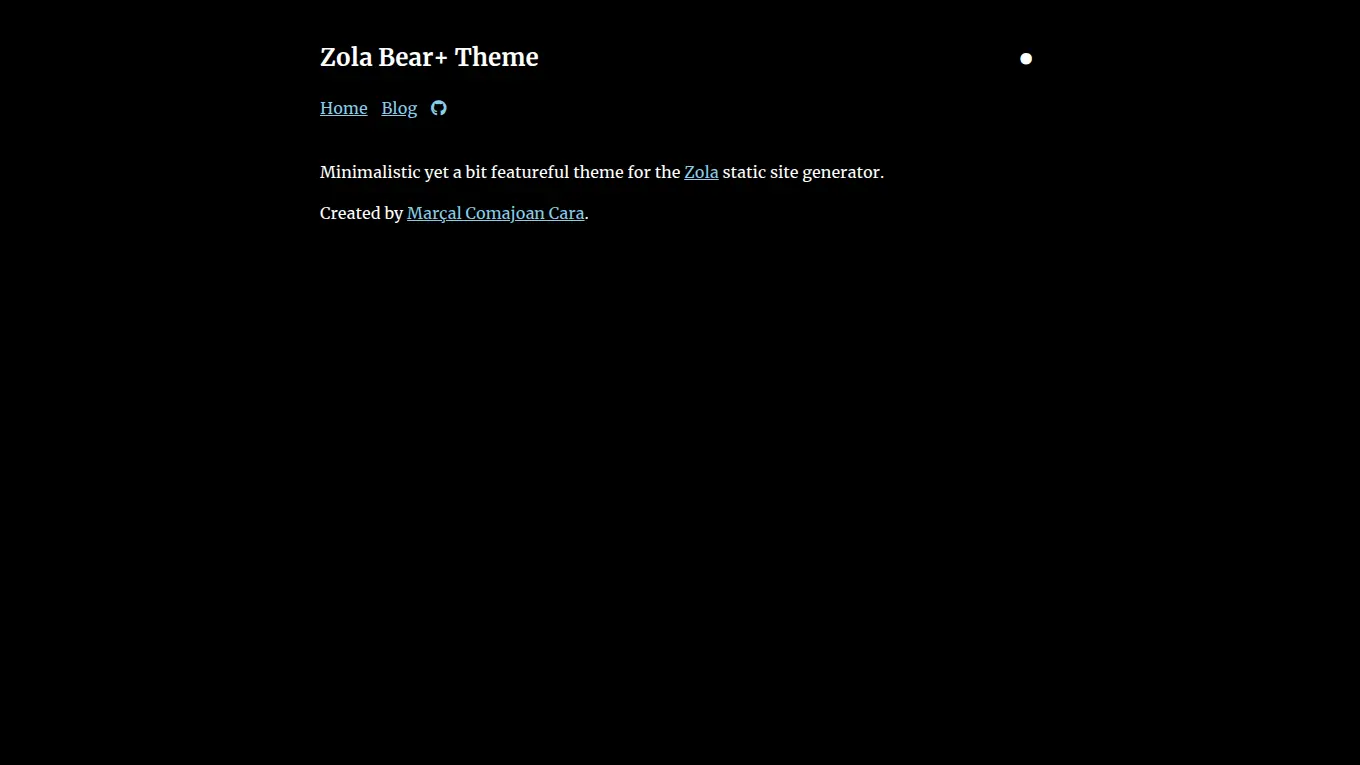 Zola Bear+ Theme
Home Blog
Minimalistic yet a bit featureful theme for the Zola static site generator.
Created by Marçal Comajoan Cara.